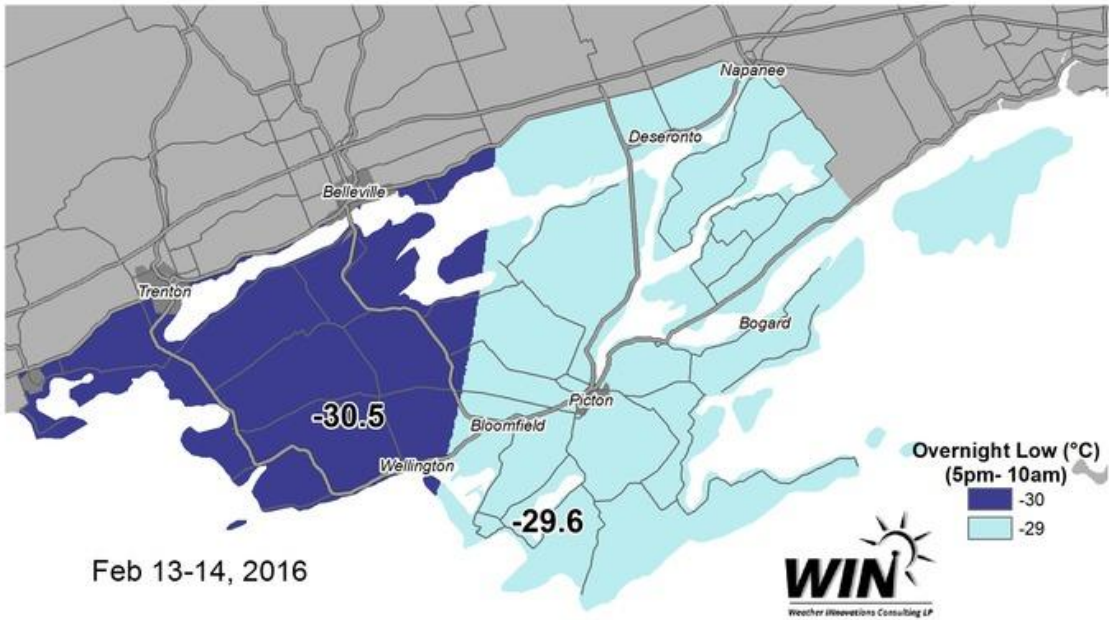 Napanee
Deseronto
Belleville
Trenton
Bogard
Picton
-30.5
Bloomfield
Wellington
-29.6
Overnight Low (°C)
(5pm- 10am)
-30
-29
Feb 13-14, 2016
WIN
Weather INnovations Consulting LP